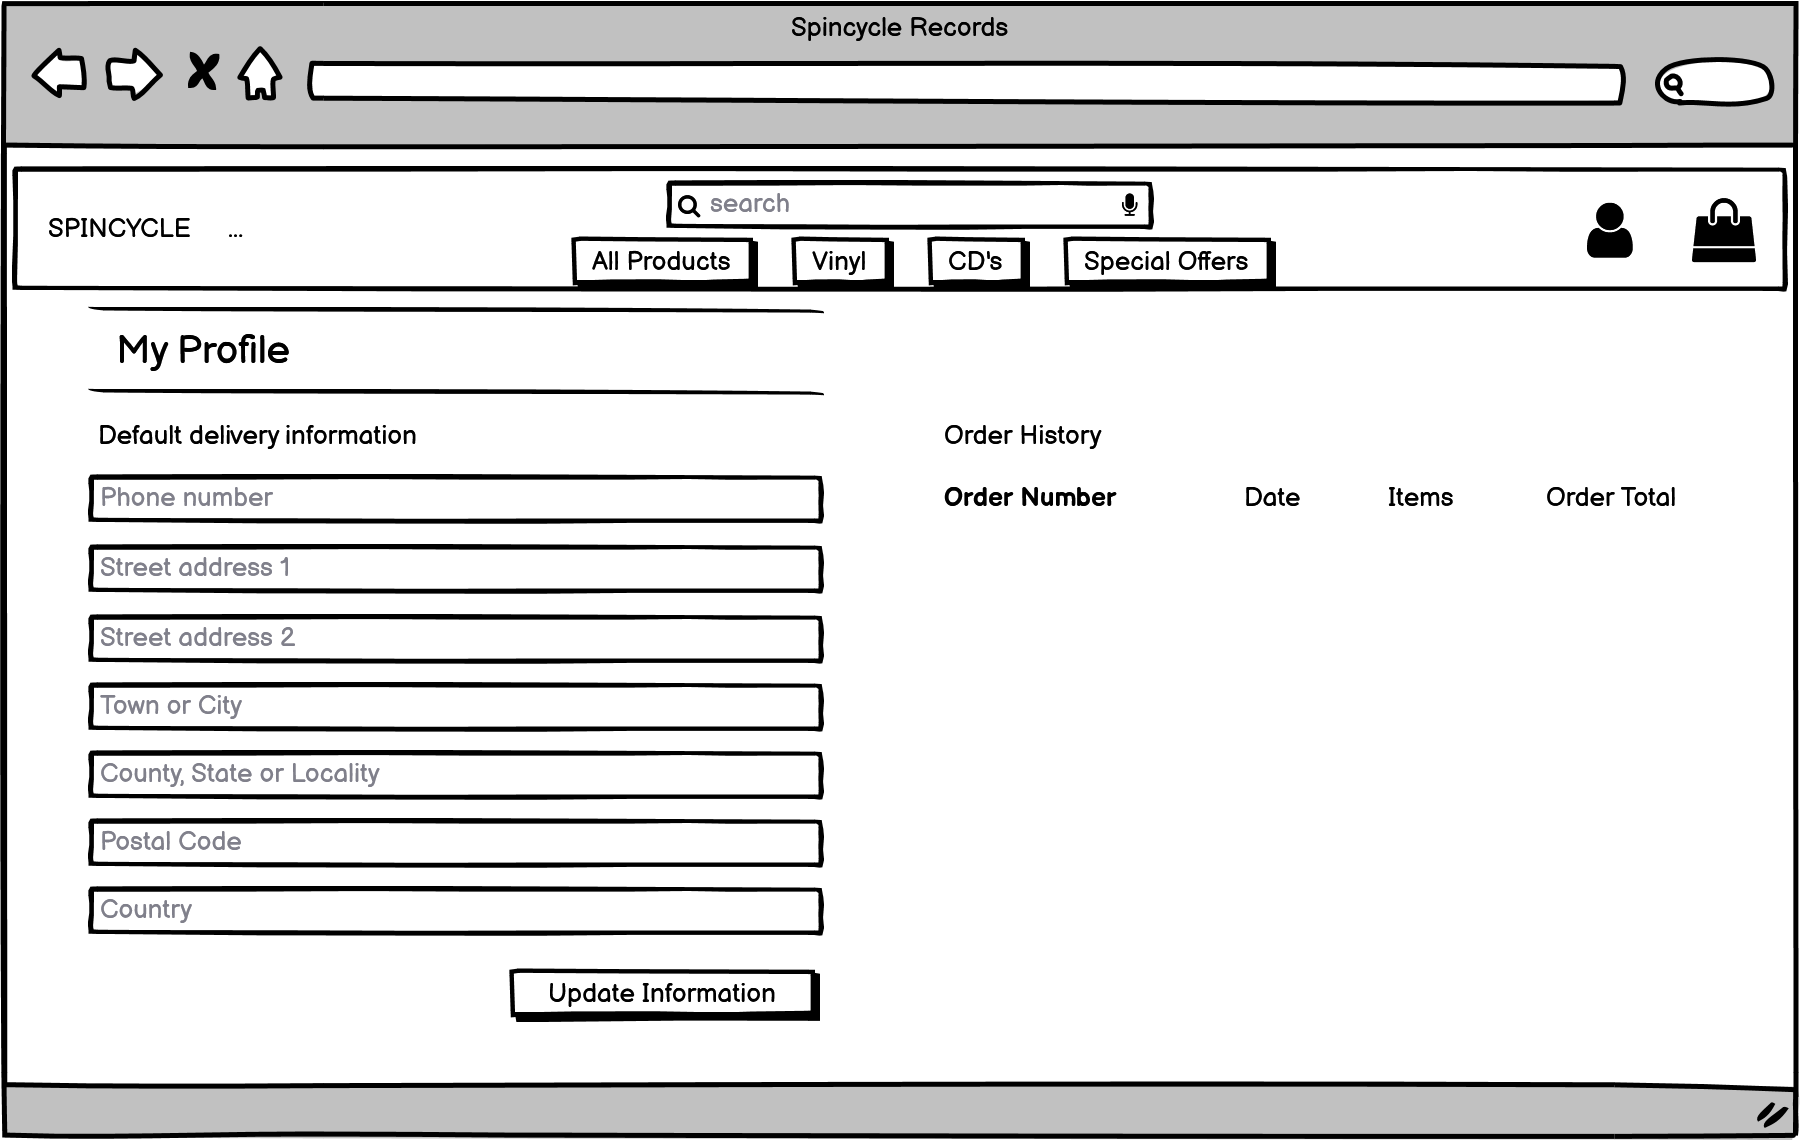 Spincycle Records
search
SPINCYCLE ...
All Products Vinyl CD's Special Offers
My Profile
Default delivery information
Order History
Phone number
Order Number Date Items Order Total
Street address 1
Street address 2
Town or City
County, State or Locality
Postal Code
Country
Update Information